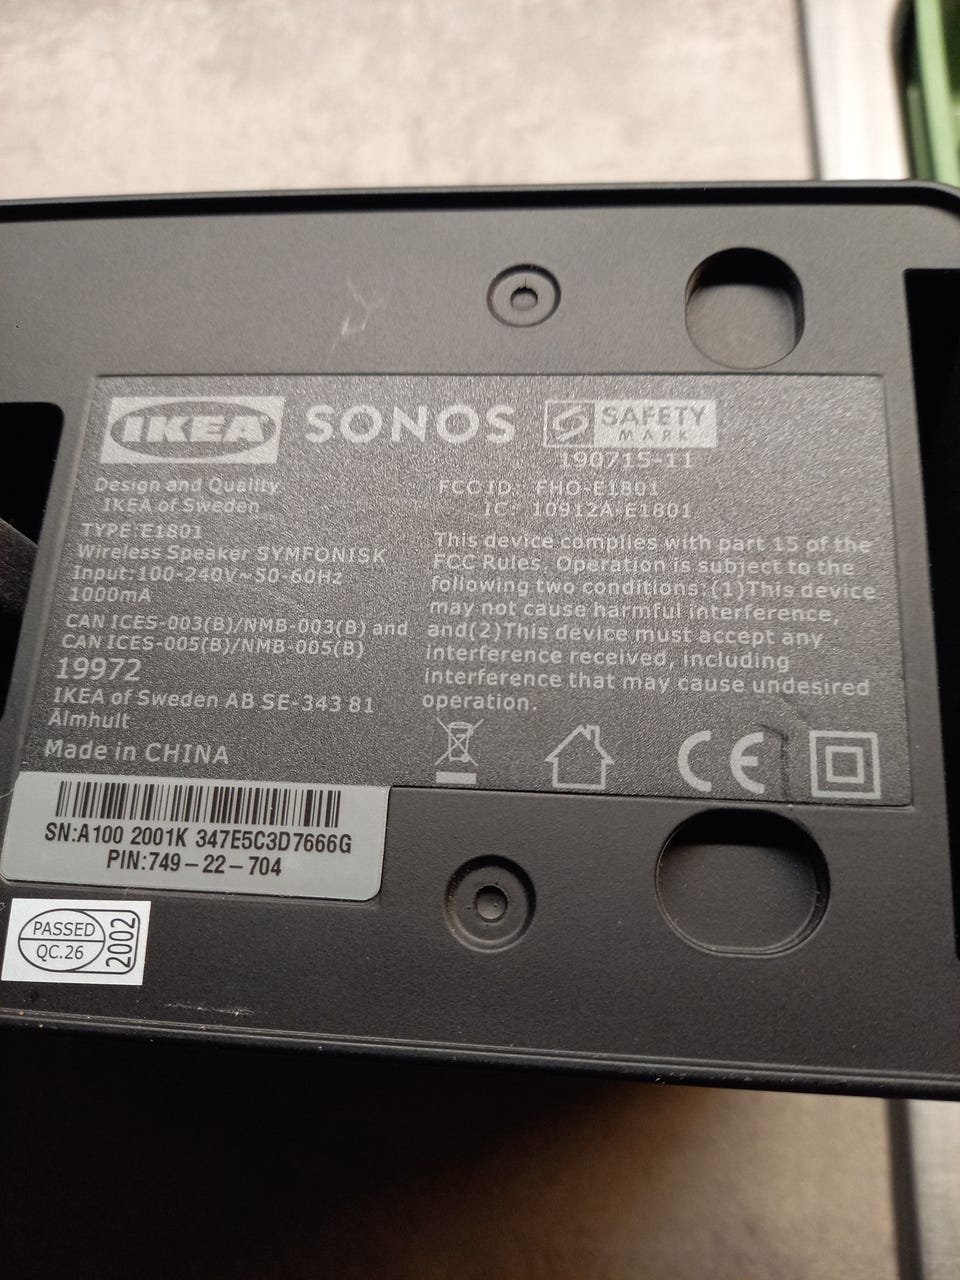 IKEA® SONOS SAFETY
MARK
190715-11
Design and Quality
IKEA of Sweden
TYPE E1801
Wireless Speaker SYMFONISK
Input:100-240V~50-60Hz
1000mA
CAN ICES-003(B)/NMB-003(B) and
CAN ICES-005(B)/NMB-005(B)
19972
IKEA of Sweden AB SE-343 81
Älmhult
Made in CHINA
FCC ID: FHO-E1801
IC: 10912A-E1801
This device complies with part 15 of the
FCC Rules. Operation is subject to the
following two conditions:(1)This device
may not cause harmful interference,
and(2)This device must accept any
interference received, including
interference that may cause undesired
operation.
CE
SN:A100 2001K 347E5C3D7666G
PIN:749-22-704
PASSED
QC.26
2002